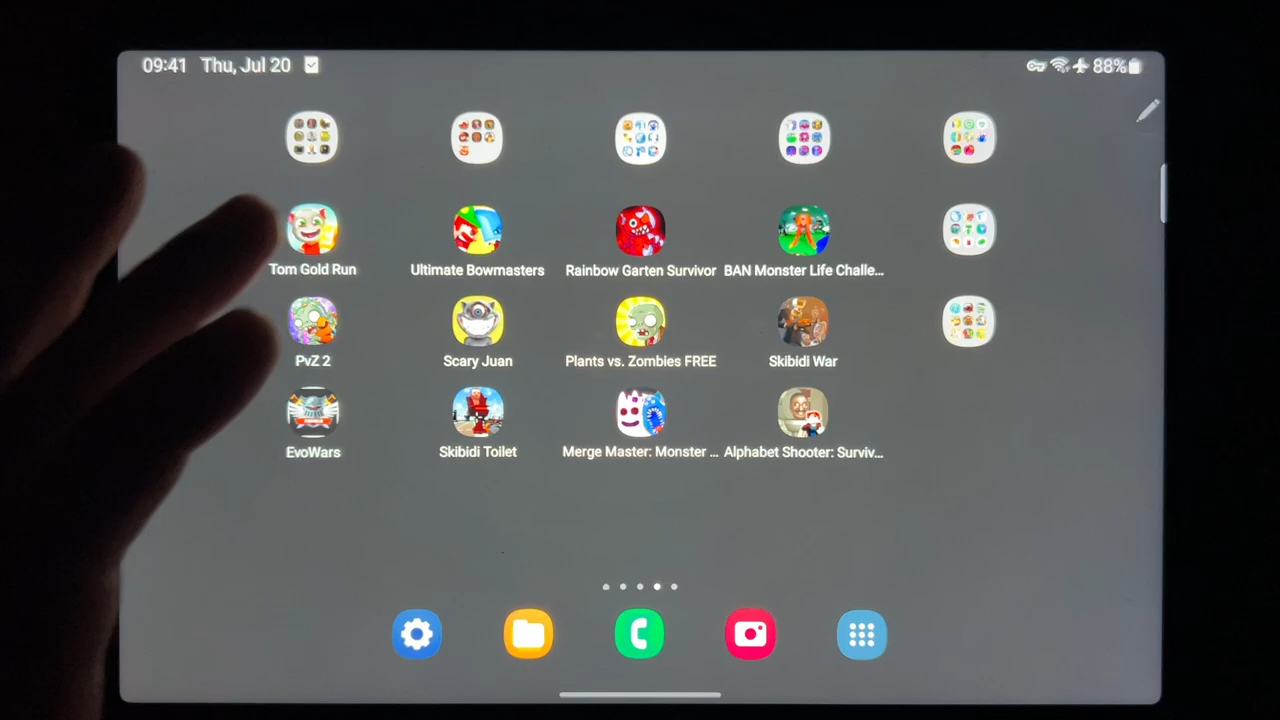 09:41 Thu, Jul 20 88%
Tom Gold Run Ultimate Bowmasters Rainbow Garten Survivor BAN Monster Life Challe...
PvZ 2 Scary Juan Plants vs. Zombies FREE Skibidi War
EvoWars Skibidi Toilet Merge Master: Monster ... Alphabet Shooter: Surviv...